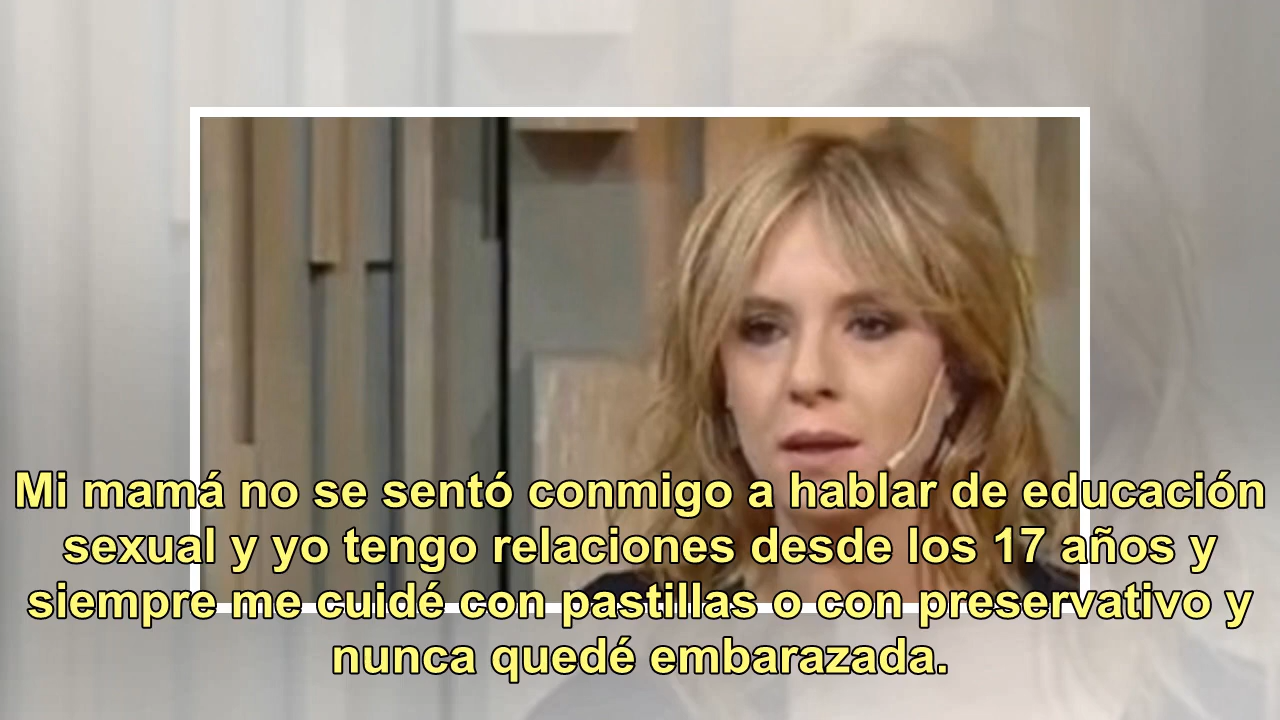 Mi mamá no se sentó conmigo a hablar de educación
sexual y yo tengo relaciones desde los 17 años y
siempre me cuidé con pastillas o con preservativo y
nunca quedé embarazada.